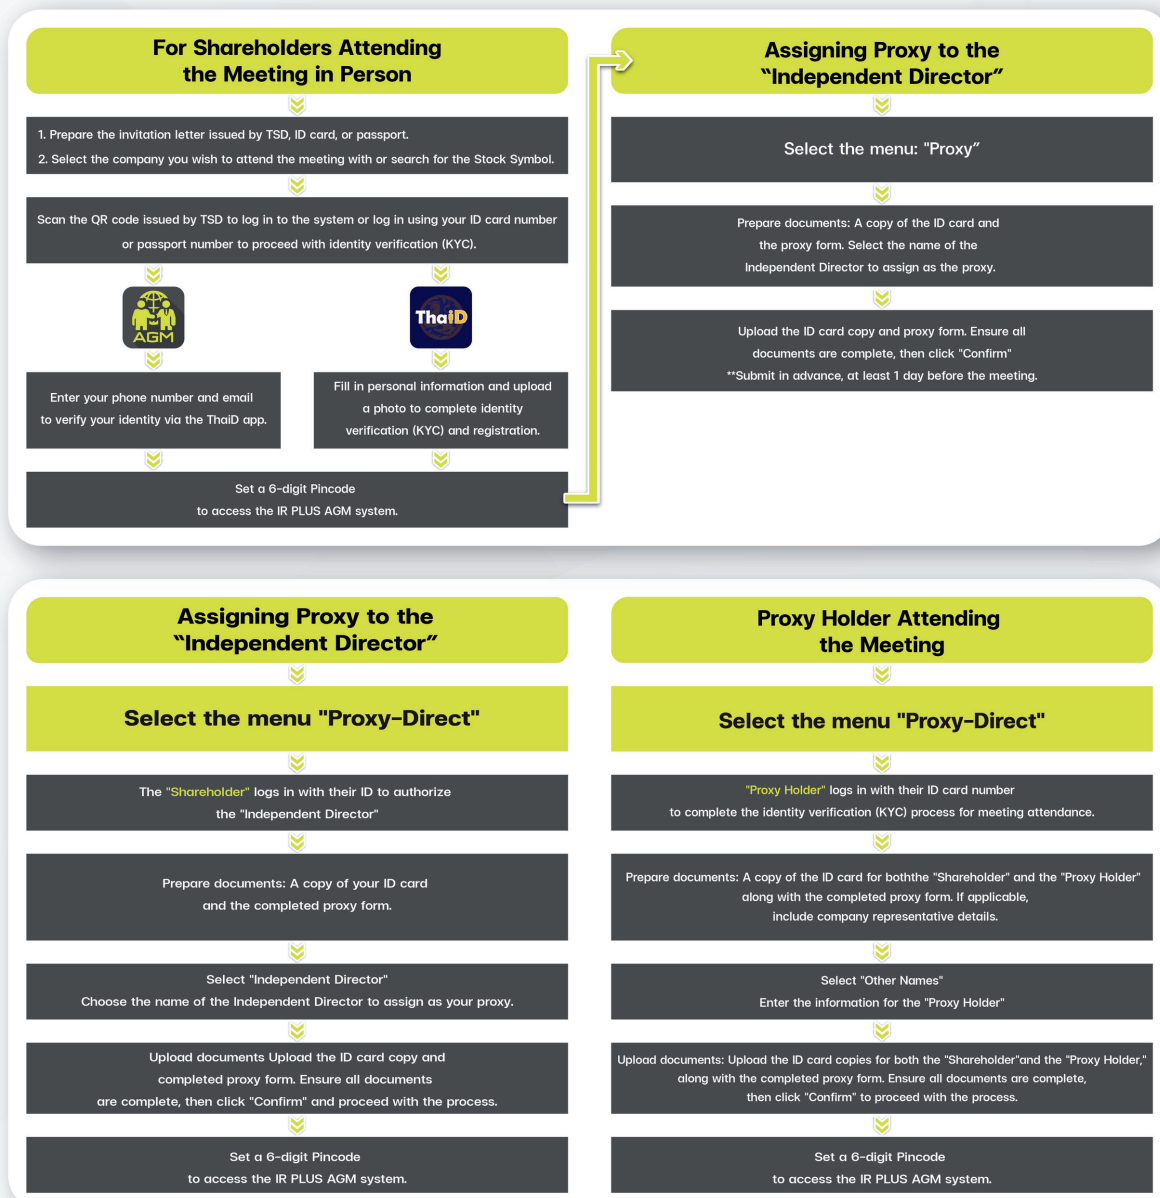 For Shareholders Attending
the Meeting in Person
1. Prepare the invitation letter issued by TSD, ID card, or passport.
2. Select the company you wish to attend the meeting with or search for the Stock Symbol.
Scan the QR code issued by TSD to log in to the system or log in using your ID card number
or passport number to proceed with identity verification (KYC).
AGM
ThaiD
Enter your phone number and email
to verify your identity via the ThaiD app.
Fill in personal information and upload
a photo to complete identity
verification (KYC) and registration.
Set a 6-digit Pincode
to access the IR PLUS AGM system.
Assigning Proxy to the
“Independent Director”
Select the menu: "Proxy”
Prepare documents: A copy of the ID card and
the proxy form. Select the name of the
Independent Director to assign as the proxy.
Upload the ID card copy and proxy form. Ensure all
documents are complete, then click "Confirm"
**Submit in advance, at least 1 day before the meeting.
Assigning Proxy to the
“Independent Director”
Select the menu "Proxy-Direct"
The "Shareholder" logs in with their ID to authorize
the "Independent Director"
Prepare documents: A copy of your ID card
and the completed proxy form.
Select "Independent Director"
Choose the name of the Independent Director to assign as your proxy.
Upload documents Upload the ID card copy and
completed proxy form. Ensure all documents
are complete, then click "Confirm" and proceed with the process.
Set a 6-digit Pincode
to access the IR PLUS AGM system.
Proxy Holder Attending
the Meeting
Select the menu "Proxy-Direct"
"Proxy Holder" logs in with their ID card number
to complete the identity verification (KYC) process for meeting attendance.
Prepare documents: A copy of the ID card for boththe "Shareholder" and the "Proxy Holder"
along with the completed proxy form. If applicable,
include company representative details.
Select "Other Names"
Enter the information for the "Proxy Holder"
Upload documents: Upload the ID card copies for both the "Shareholder"and the "Proxy Holder,"
along with the completed proxy form. Ensure all documents are complete,
then click "Confirm" to proceed with the process.
Set a 6-digit Pincode
to access the IR PLUS AGM system.